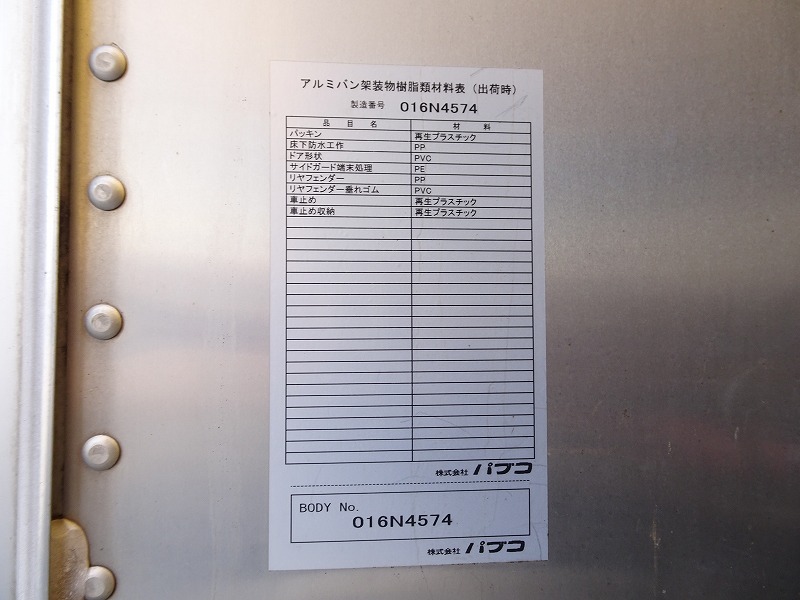 アルミバン架装物樹脂類材料表（出荷時）
製造番号 016N4574
品目名 材料
パッキン 再生プラスチック
床下防水工作 PP
ドア形状 PVC
サイドガード端末処理 PE
リヤフェンダー PP
リヤフェンダー垂れゴム PVC
車止め 再生プラスチック
車止め収納 再生プラスチック
株式会社 パブコ
BODY No.
016N4574
株式会社 パブコ